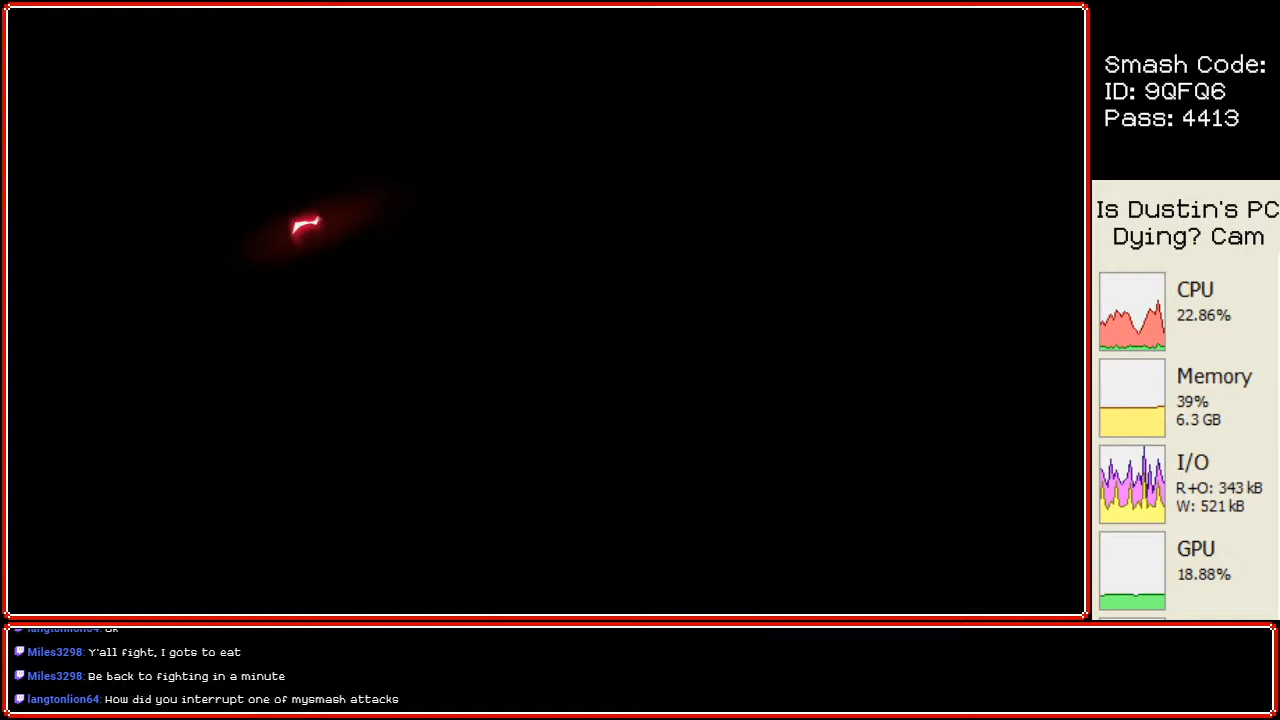 Smash Code:
ID: 9QFQ6
Pass: 4413
Is Dustin's PC
Dying? Cam
CPU
22.86%
Memory
39%
6.3 GB
I/O
R+O: 343 kB
W: 521 kB
GPU
18.88%
Miles3298: Y'all fight, I gots to eat
Miles3298: Be back to fighting in a minute
langtonlion64: How did you interrupt one of mysmash attacks